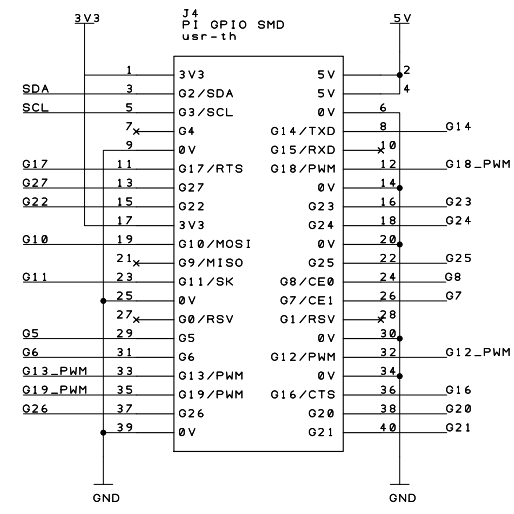 J4
PI GPIO SMD
usr-th
3V3 5V
1 3V3 5V 2
SDA 3 G2/SDA 5V 4
SCL 5 G3/SCL 0V 6
7 G4 G14/TXD 8 G14
9 0V G15/RXD 10
G17 11 G17/RTS G18/PWM 12 G18_PWM
G27 13 G27 0V 14
G22 15 G22 G23 16 G23
17 3V3 G24 18 G24
G10 19 G10/MOSI 0V 20
21 G9/MISO G25 22 G25
G11 23 G11/SK G8/CE0 24 G8
25 0V G7/CE1 26 G7
27 G0/RSV G1/RSV 28
G5 29 G5 0V 30
G6 31 G6 G12/PWM 32 G12_PWM
G13_PWM 33 G13/PWM 0V 34
G19_PWM 35 G19/PWM G16/CTS 36 G16
G26 37 G26 G20 38 G20
39 0V G21 40 G21
GND GND